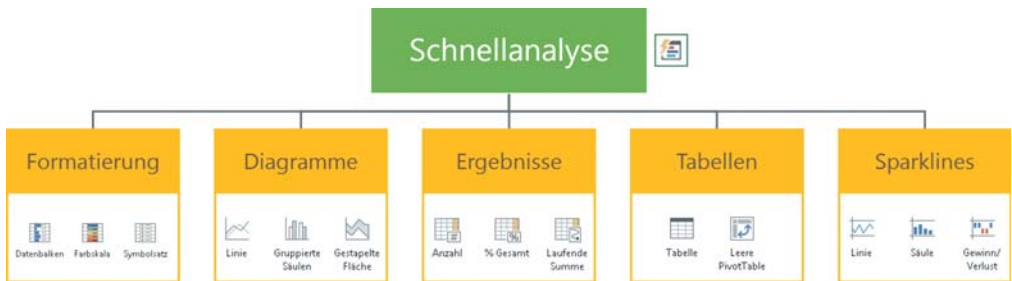 Schnellanalyse
Formatierung
Datenbalken Farbskala Symbolsatz
Diagramme
Linie Gruppierte Säulen Gestapelte Fläche
Ergebnisse
Anzahl % Gesamt Laufende Summe
Tabellen
Tabelle Leere PivotTable
Sparklines
Linie Säule Gewinn/ Verlust